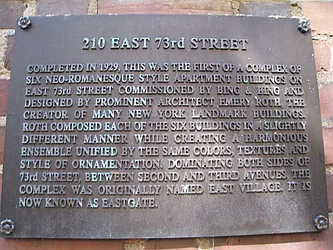 210 EAST 73rd STREET
COMPLETED IN 1929, THIS WAS THE FIRST OF A COMPLEX OF
SIX NEO-ROMANESQUE STYLE APARTMENT BUILDINGS ON
EAST 73rd STREET COMMISSIONED BY BING & BING AND
DESIGNED BY PROMINENT ARCHITECT EMERY ROTH, THE
CREATOR OF MANY NEW YORK LANDMARK BUILDINGS.
ROTH COMPOSED EACH OF THE SIX BUILDINGS IN A SLIGHTLY
DIFFERENT MANNER WHILE CREATING A HARMONIOUS
ENSEMBLE UNIFIED BY THE SAME COLORS, TEXTURES AND
STYLE OF ORNAMENTATION, DOMINATING BOTH SIDES OF
73rd STREET, BETWEEN SECOND AND THIRD AVENUES. THE
COMPLEX WAS ORIGINALLY NAMED EAST VILLAGE. IT IS
NOW KNOWN AS EASTGATE.